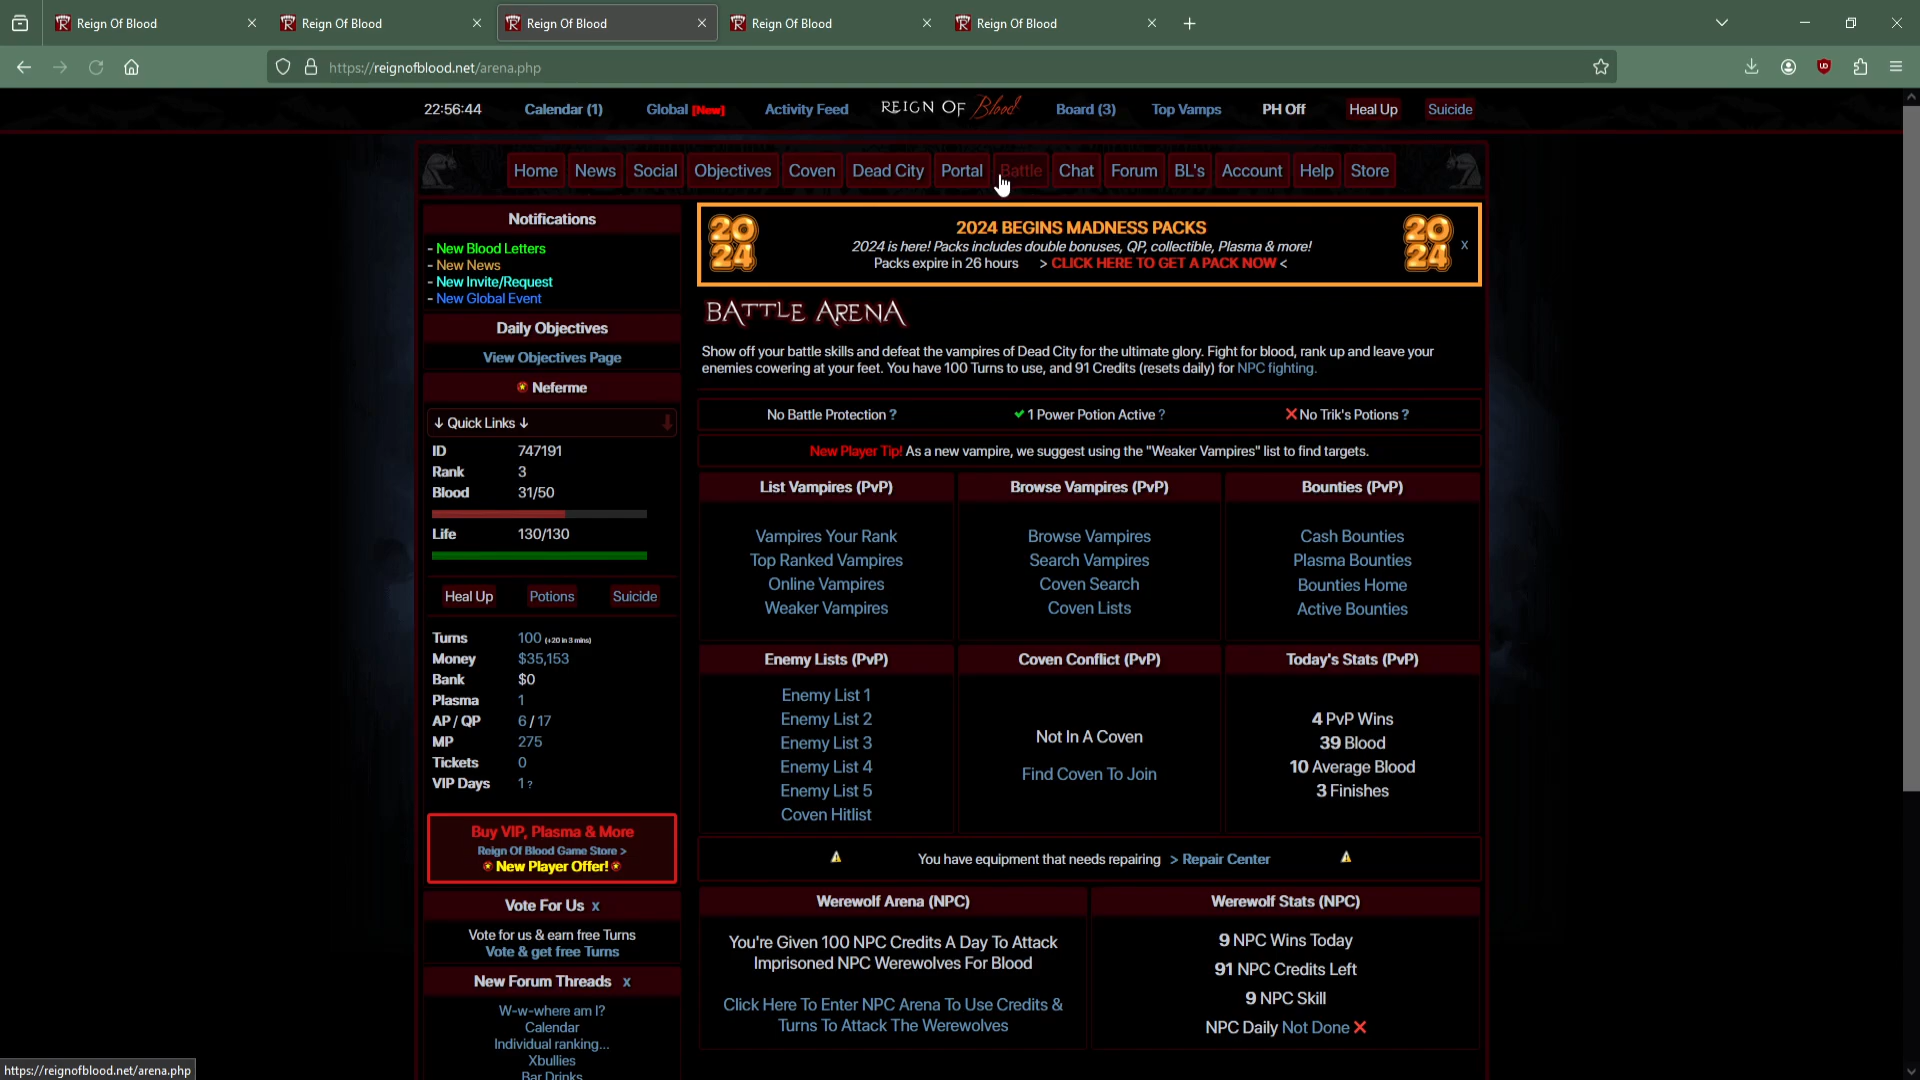 Reign Of Blood
Reign Of Blood
Reign Of Blood
Reign Of Blood
Reign Of Blood
https://reignofblood.net/arena.php
22:56:44 Calendar (1) Global [New] Activity Feed REIGN OF Blood Board (3) Top Vamps PH Off Heal Up Suicide
Home News Social Objectives Coven Dead City Portal Battle Chat Forum BL's Account Help Store
Notifications
- New Blood Letters
- New News
- New Invite/Request
- New Global Event
Daily Objectives
View Objectives Page
Neferme
↓ Quick Links ↓
ID 747191
Rank 3
Blood 31/50
Life 130/130
Heal Up Potions Suicide
Turns 100 (+20 in 3 mins)
Money $35,153
Bank $0
Plasma 1
AP / QP 6 / 17
MP 275
Tickets 0
VIP Days 1 ?
Buy VIP, Plasma & More
Reign Of Blood Game Store >
New Player Offer!
Vote For Us x
Vote for us & earn free Turns
Vote & get free Turns
New Forum Threads x
W-w-where am I?
Calendar
Individual ranking...
Xbullies
Bar Drinks
20
24
2024 BEGINS MADNESS PACKS
2024 is here! Packs includes double bonuses, QP, collectible, Plasma & more!
Packs expire in 26 hours > CLICK HERE TO GET A PACK NOW <
20
24
x
BATTLE ARENA
Show off your battle skills and defeat the vampires of Dead City for the ultimate glory. Fight for blood, rank up and leave your
enemies cowering at your feet. You have 100 Turns to use, and 91 Credits (resets daily) for NPC fighting.
No Battle Protection ? 1 Power Potion Active ? No Trik's Potions ?
New Player Tip! As a new vampire, we suggest using the "Weaker Vampires" list to find targets.
List Vampires (PvP)
Vampires Your Rank
Top Ranked Vampires
Online Vampires
Weaker Vampires
Browse Vampires (PvP)
Browse Vampires
Search Vampires
Coven Search
Coven Lists
Bounties (PvP)
Cash Bounties
Plasma Bounties
Bounties Home
Active Bounties
Enemy Lists (PvP)
Enemy List 1
Enemy List 2
Enemy List 3
Enemy List 4
Enemy List 5
Coven Hitlist
Coven Conflict (PvP)
Not In A Coven
Find Coven To Join
Today's Stats (PvP)
4 PvP Wins
39 Blood
10 Average Blood
3 Finishes
You have equipment that needs repairing > Repair Center
Werewolf Arena (NPC)
You're Given 100 NPC Credits A Day To Attack
Imprisoned NPC Werewolves For Blood
Click Here To Enter NPC Arena To Use Credits &
Turns To Attack The Werewolves
Werewolf Stats (NPC)
9 NPC Wins Today
91 NPC Credits Left
9 NPC Skill
NPC Daily Not Done
https://reignofblood.net/arena.php